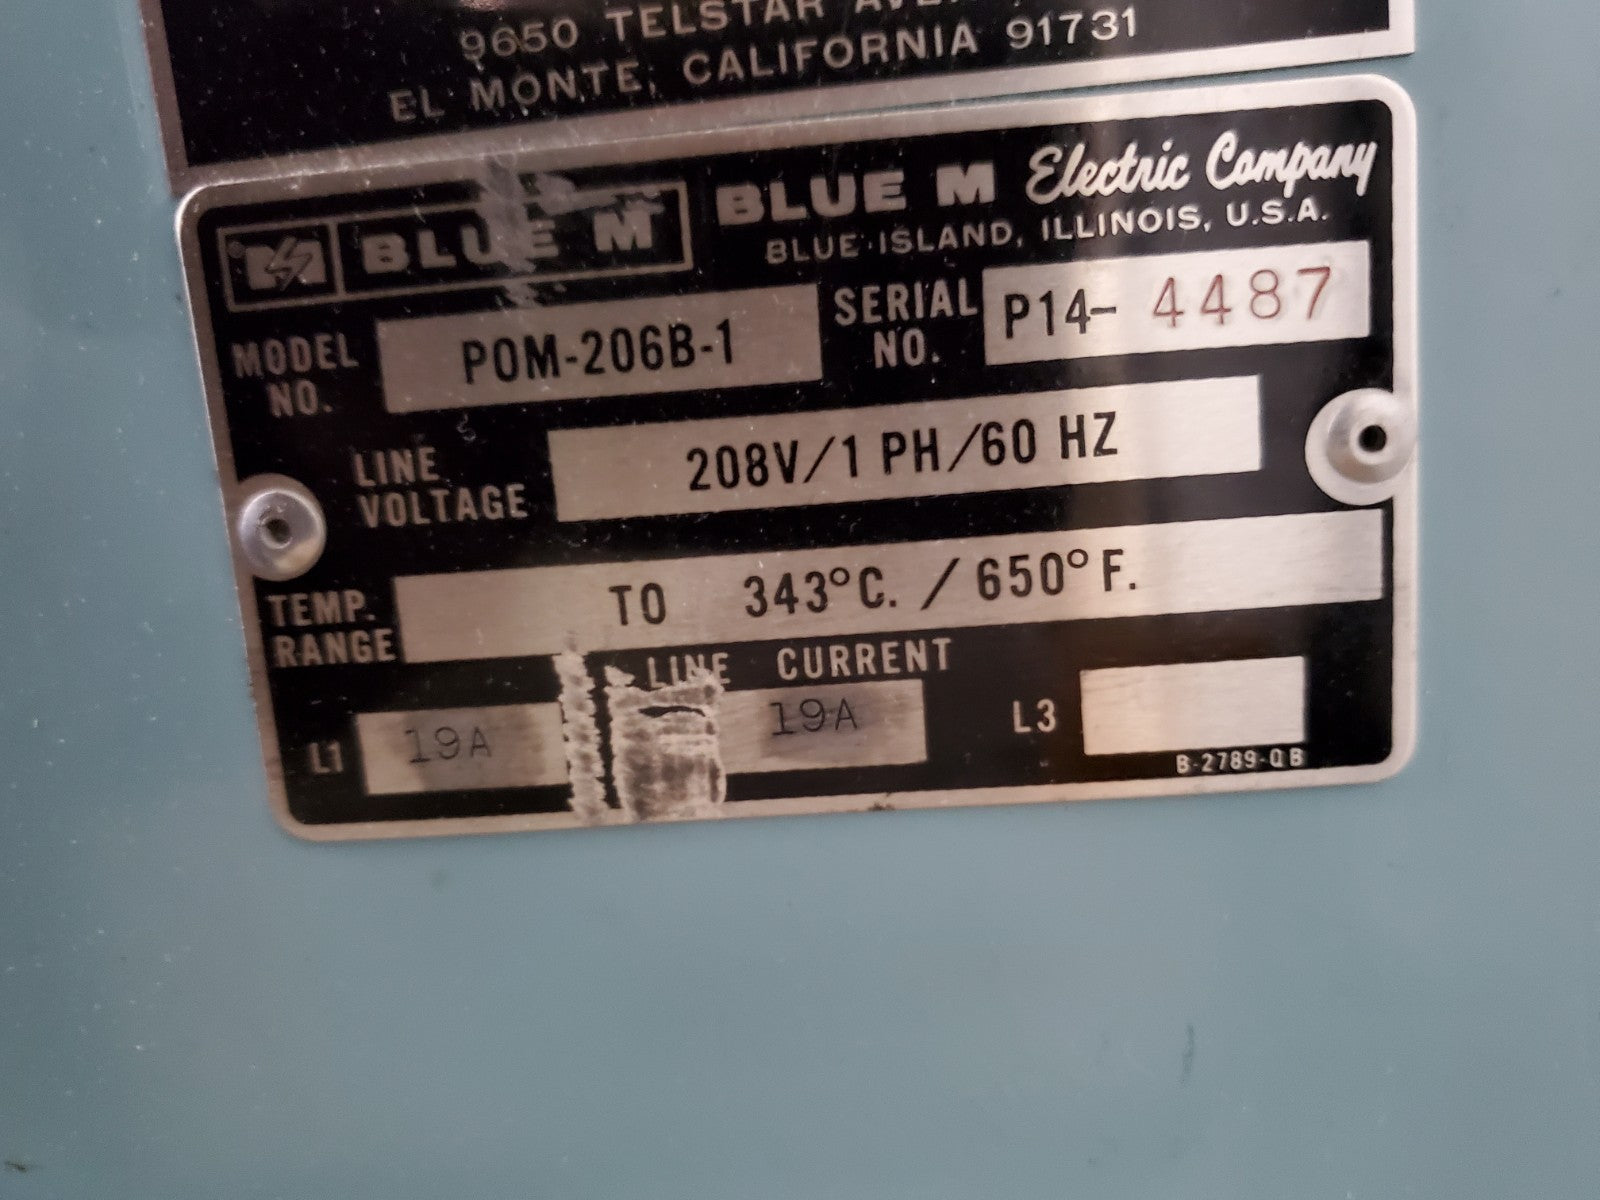 9650 TELSTAR AVE.
EL MONTE, CALIFORNIA 91731
BLUE M
BLUE M Electric Company
BLUE ISLAND, ILLINOIS, U.S.A.
MODEL NO. POM-206B-1
SERIAL NO. P14- 4487
LINE VOLTAGE 208V/1 PH/60 HZ
TEMP. RANGE TO 343°C. / 650°F.
LINE CURRENT
L1 19A 19A L3
B-2789-QB